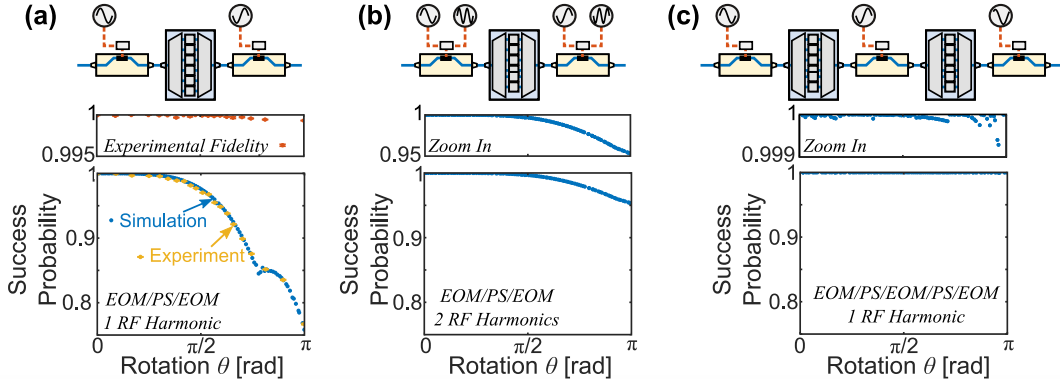 (a)
1
0.995
Experimental Fidelity
1
0.9
0.8
Success
Probability
Simulation
Experiment
EOM/PS/EOM
1 RF Harmonic
0
π/2
π
Rotation θ [rad]
(b)
1
0.95
Zoom In
1
0.9
0.8
Success
Probability
EOM/PS/EOM
2 RF Harmonics
0
π/2
π
Rotation θ [rad]
(c)
1
0.999
Zoom In
1
0.9
0.8
Success
Probability
EOM/PS/EOM/PS/EOM
1 RF Harmonic
0
π/2
π
Rotation θ [rad]